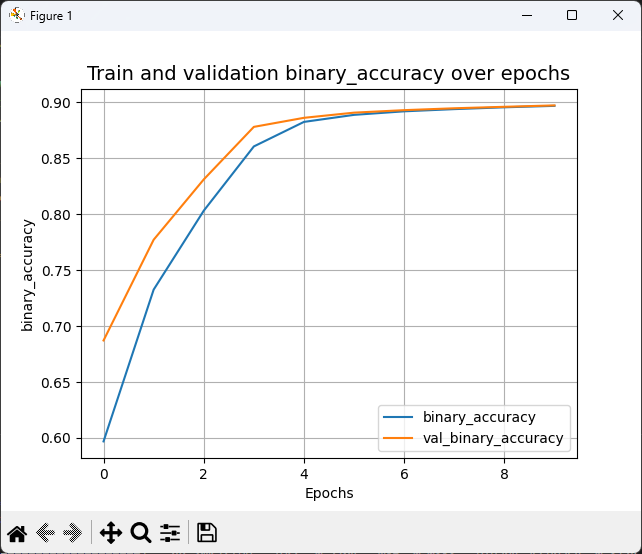 Figure 1
Train and validation binary_accuracy over epochs
binary_accuracy
0.90
0.85
0.80
0.75
0.70
0.65
0.60
0
2
4
6
8
Epochs
binary_accuracy
val_binary_accuracy